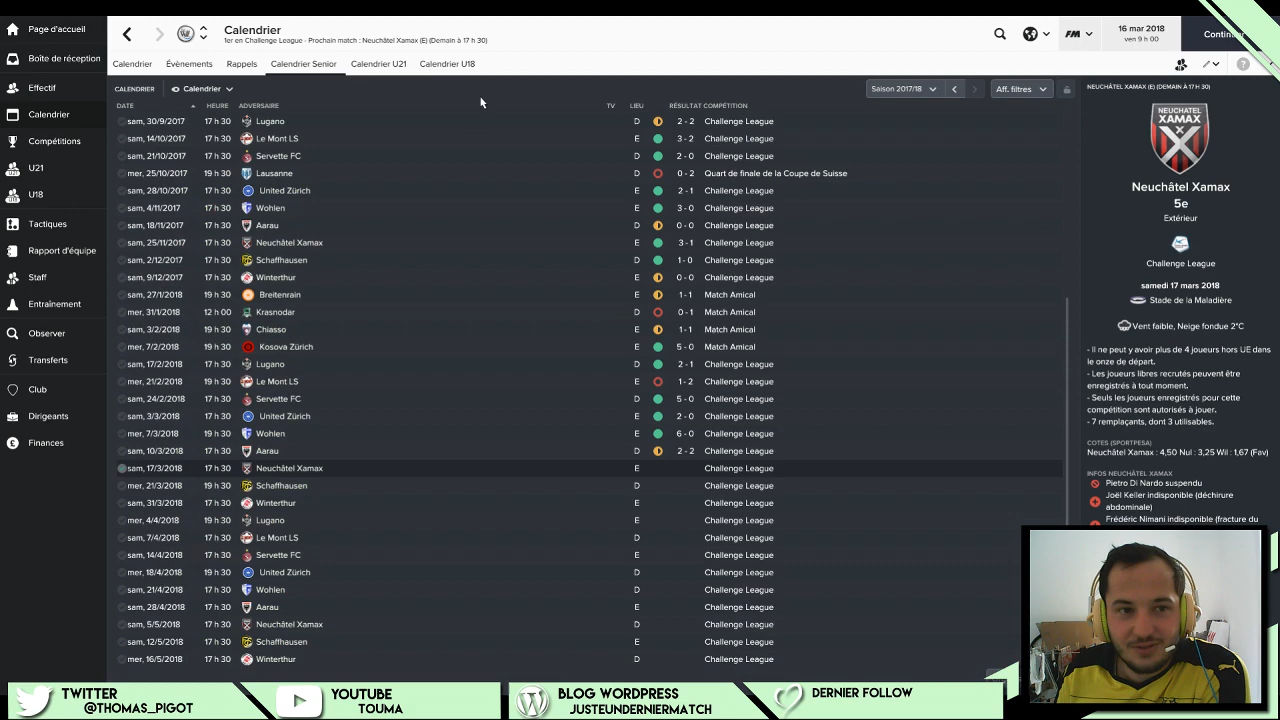 Page d'accueil
Boîte de réception
Effectif
Calendrier
Compétitions
U21
U18
Tactiques
Rapport d'équipe
Staff
Entraînement
Observer
Transferts
Club
Dirigeants
Finances
Calendrier
1er en Challenge League - Prochain match : Neuchâtel Xamax (E) (Demain à 17 h 30)
FM
16 mar 2018
ven 9 h 00
Calendrier Évènements Rappels Calendrier Senior Calendrier U21 Calendrier U18
CALENDRIER Calendrier Saison 2017/18 Aff. filtres
DATE HEURE ADVERSAIRE TV LIEU RÉSULTAT COMPÉTITION
sam, 30/9/2017 17 h 30 Lugano D 2 - 2 Challenge League
sam, 14/10/2017 17 h 30 Le Mont LS E 3 - 2 Challenge League
sam, 21/10/2017 17 h 30 Servette FC D 2 - 0 Challenge League
mer, 25/10/2017 19 h 30 Lausanne D 0 - 2 Quart de finale de la Coupe de Suisse
sam, 28/10/2017 17 h 30 United Zürich E 2 - 1 Challenge League
sam, 4/11/2017 17 h 30 Wohlen E 3 - 0 Challenge League
sam, 18/11/2017 17 h 30 Aarau D 0 - 0 Challenge League
sam, 25/11/2017 17 h 30 Neuchâtel Xamax E 3 - 1 Challenge League
sam, 2/12/2017 17 h 30 Schaffhausen D 1 - 0 Challenge League
sam, 9/12/2017 17 h 30 Winterthur E 0 - 0 Challenge League
sam, 27/1/2018 19 h 30 Breitenrain E 1 - 1 Match Amical
mer, 31/1/2018 12 h 00 Krasnodar D 0 - 1 Match Amical
sam, 3/2/2018 19 h 30 Chiasso E 1 - 1 Match Amical
mer, 7/2/2018 19 h 30 Kosova Zürich E 5 - 0 Match Amical
sam, 17/2/2018 17 h 30 Lugano D 2 - 1 Challenge League
mer, 21/2/2018 19 h 30 Le Mont LS E 1 - 2 Challenge League
sam, 24/2/2018 17 h 30 Servette FC D 5 - 0 Challenge League
sam, 3/3/2018 17 h 30 United Zürich E 2 - 0 Challenge League
mer, 7/3/2018 19 h 30 Wohlen D 6 - 0 Challenge League
sam, 10/3/2018 17 h 30 Aarau D 2 - 2 Challenge League
sam, 17/3/2018 17 h 30 Neuchâtel Xamax E Challenge League
mer, 21/3/2018 19 h 30 Schaffhausen D Challenge League
sam, 31/3/2018 17 h 30 Winterthur E Challenge League
mer, 4/4/2018 19 h 30 Lugano E Challenge League
sam, 7/4/2018 17 h 30 Le Mont LS D Challenge League
sam, 14/4/2018 17 h 30 Servette FC E Challenge League
mer, 18/4/2018 19 h 30 United Zürich D Challenge League
sam, 21/4/2018 17 h 30 Wohlen D Challenge League
sam, 28/4/2018 17 h 30 Aarau E Challenge League
sam, 5/5/2018 17 h 30 Neuchâtel Xamax D Challenge League
sam, 12/5/2018 17 h 30 Schaffhausen E Challenge League
mer, 16/5/2018 17 h 30 Winterthur D Challenge League
NEUCHÂTEL XAMAX (E) (DEMAIN À 17 H 30)
NEUCHATEL
XAMAX
Neuchâtel Xamax
5e
Extérieur
Challenge League
samedi 17 mars 2018
Stade de la Maladière
Vent faible, Neige fondue 2°C
- Il ne peut y avoir plus de 4 joueurs hors UE dans
le onze de départ.
- Les joueurs libres recrutés peuvent être
enregistrés à tout moment.
- Seuls les joueurs enregistrés pour cette
compétition sont autorisés à jouer.
- 7 remplaçants, dont 3 utilisables.
COTES (SPORTPESA)
Neuchâtel Xamax : 4,50 Nul : 3,25 Wil : 1,67 (Fav)
INFOS NEUCHÂTEL XAMAX
Pietro Di Nardo suspendu
Joël Keller indisponible (déchirure
abdominale)
Frédéric Nimani indisponible (fracture du
TWITTER
@THOMAS_PIGOT
YOUTUBE
TOUMA
BLOG WORDPRESS
JUSTEUNDERNIERMATCH
DERNIER FOLLOW